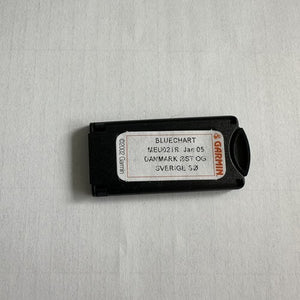 BLUECHART
MEU021R Jan 05
DANMARK ØST OG
SVERIGE SØ
GARMIN
©2002 Garmin